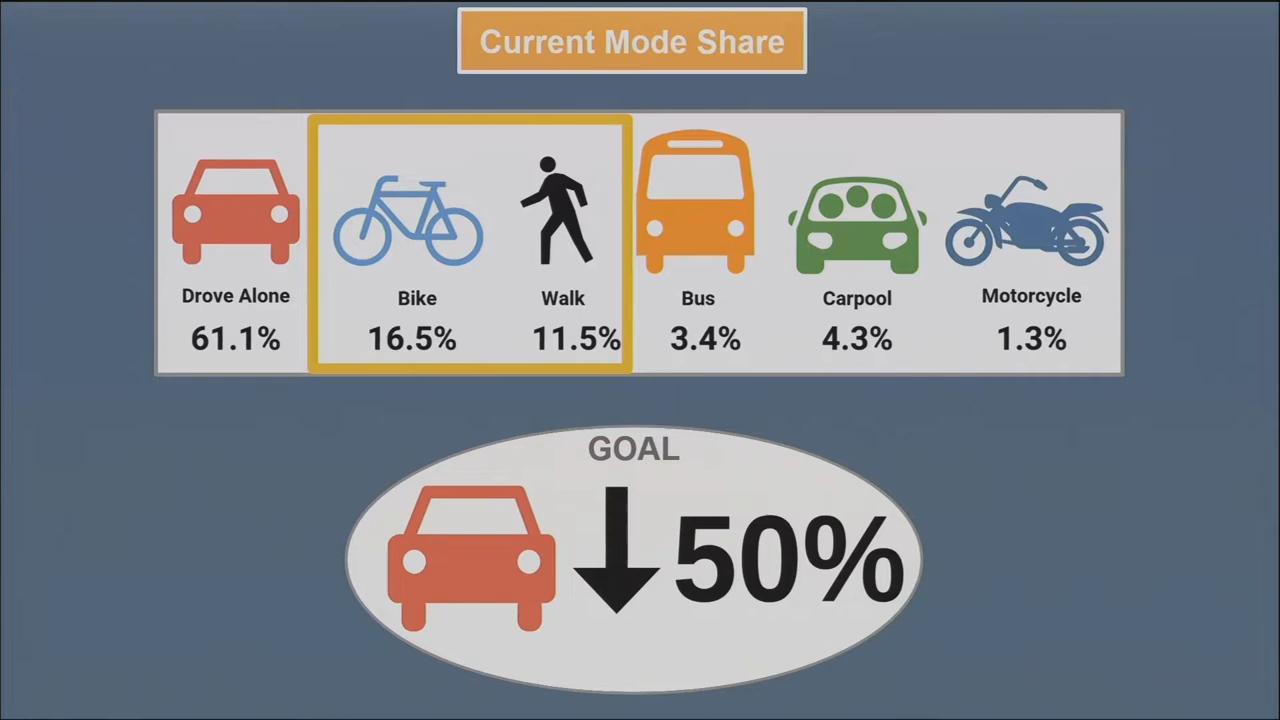 Current Mode Share
Drove Alone
61.1%
Bike
16.5%
Walk
11.5%
Bus
3.4%
Carpool
4.3%
Motorcycle
1.3%
GOAL
50%